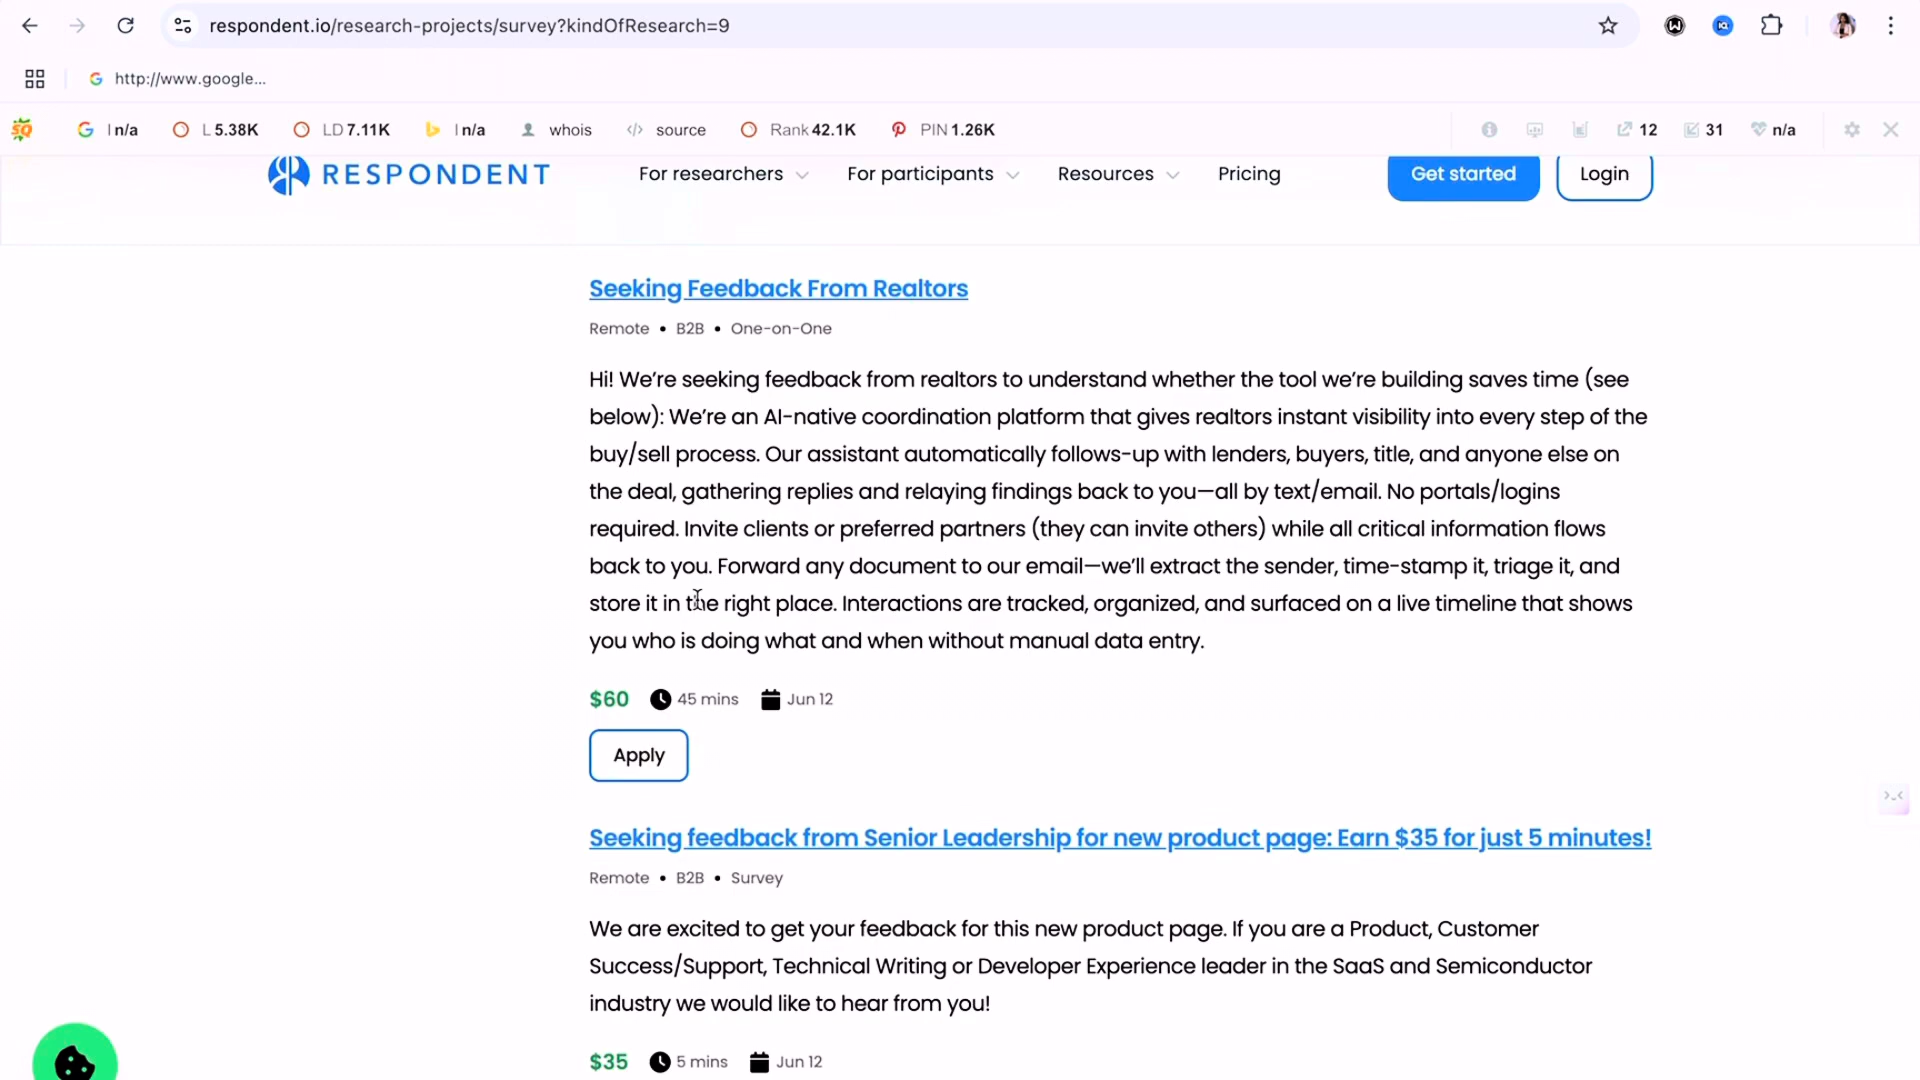 respondent.io/research-projects/survey?kindOfResearch=9
http://www.google...
I n/a L 5.38K LD 7.11K I n/a whois source Rank 42.1K PIN 1.26K 12 31 n/a
RESPONDENT For researchers For participants Resources Pricing Get started Login
Seeking Feedback From Realtors
Remote • B2B • One-on-One
Hi! We’re seeking feedback from realtors to understand whether the tool we’re building saves time (see
below): We’re an AI-native coordination platform that gives realtors instant visibility into every step of the
buy/sell process. Our assistant automatically follows-up with lenders, buyers, title, and anyone else on
the deal, gathering replies and relaying findings back to you—all by text/email. No portals/logins
required. Invite clients or preferred partners (they can invite others) while all critical information flows
back to you. Forward any document to our email—we’ll extract the sender, time-stamp it, triage it, and
store it in the right place. Interactions are tracked, organized, and surfaced on a live timeline that shows
you who is doing what and when without manual data entry.
$60 45 mins Jun 12
Apply
Seeking feedback from Senior Leadership for new product page: Earn $35 for just 5 minutes!
Remote • B2B • Survey
We are excited to get your feedback for this new product page. If you are a Product, Customer
Success/Support, Technical Writing or Developer Experience leader in the SaaS and Semiconductor
industry we would like to hear from you!
$35 5 mins Jun 12